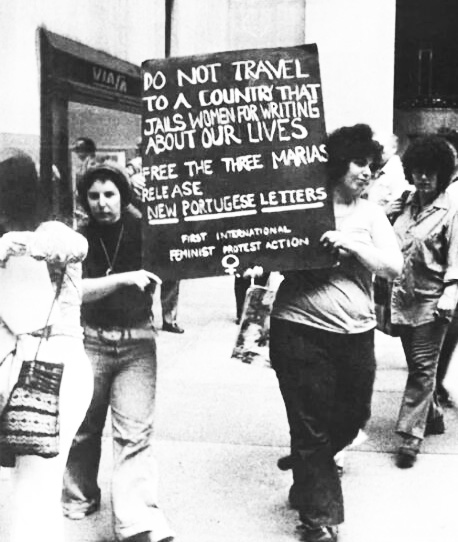 DO NOT TRAVEL
TO A COUNTRY THAT
JAILS WOMEN FOR WRITING
ABOUT OUR LIVES
FREE THE THREE MARIAS
RELEASE
NEW PORTUGESE LETTERS
FIRST INTERNATIONAL
FEMINIST PROTEST ACTION